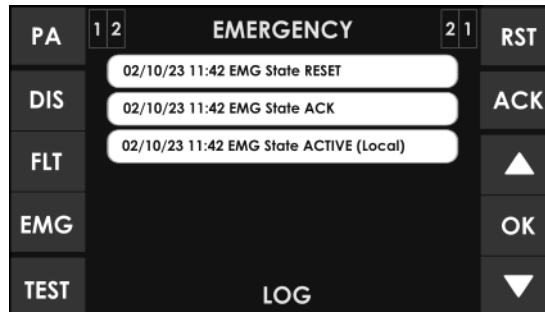 PA
1 2
EMERGENCY
2 1
RST
02/10/23 11:42 EMG State RESET
DIS
02/10/23 11:42 EMG State ACK
ACK
02/10/23 11:42 EMG State ACTIVE (Local)
FLT
EMG
OK
TEST
LOG